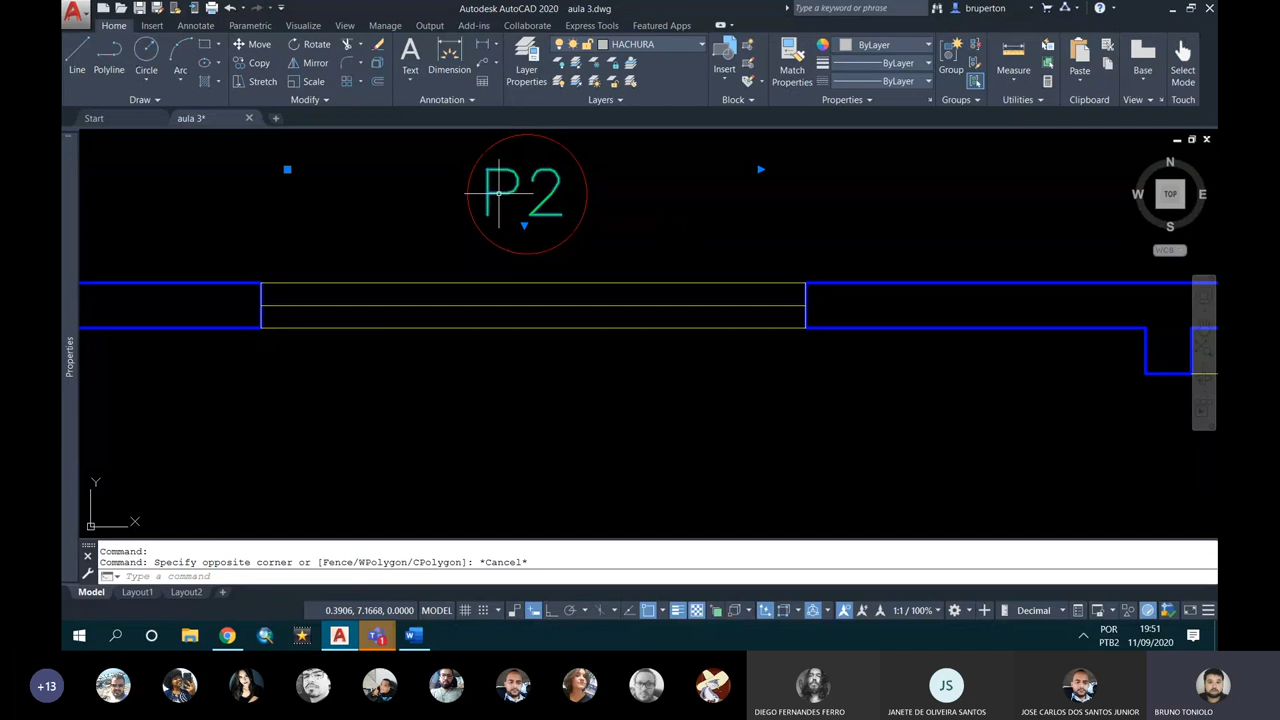 Autodesk AutoCAD 2020 aula 3.dwg
Type a keyword or phrase
bruperton
Home Insert Annotate Parametric View Manage Output Add-ins Collaborate Express Tools Featured Apps
Line Polyline Circle Arc
Move Rotate
Copy Mirror
Stretch Scale
Text Dimension
Layer Properties
HACHURA
Insert
Match Properties
ByLayer
ByLayer
ByLayer
Group
Measure
Paste
Base
Select Mode
Draw Modify Annotation Layers Block Properties Groups Utilities Clipboard View Touch
Start aula 3*
P2
N
W TOP E
S
WCS
Properties
Y
X
Command:
Command: Specify opposite corner or [Fence/WPolygon/CPolygon]: *Cancel*
Type a command
Model Layout1 Layout2
0.3906, 7.1668, 0.0000 MODEL 1:1 / 100% Decimal
POR 19:51
PTB2 11/09/2020
+13
JS
DIEGO FERNANDES FERRO JANETE DE OLIVEIRA SANTOS JOSE CARLOS DOS SANTOS JUNIOR BRUNO TONIOLO